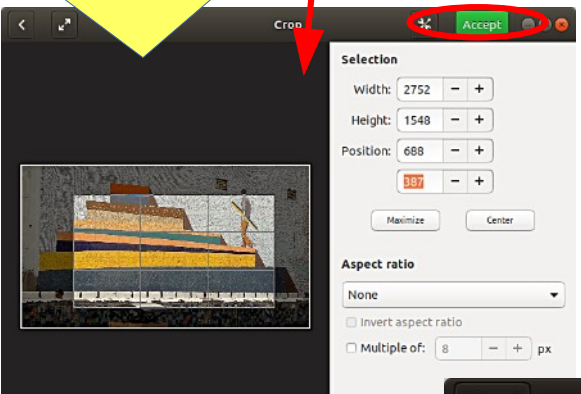 Crop
Accept
Selection
Width: 2752 - +
Height: 1548 - +
Position: 688 - +
387 - +
Maximize Center
Aspect ratio
None
Invert aspect ratio
Multiple of: 8 - + px